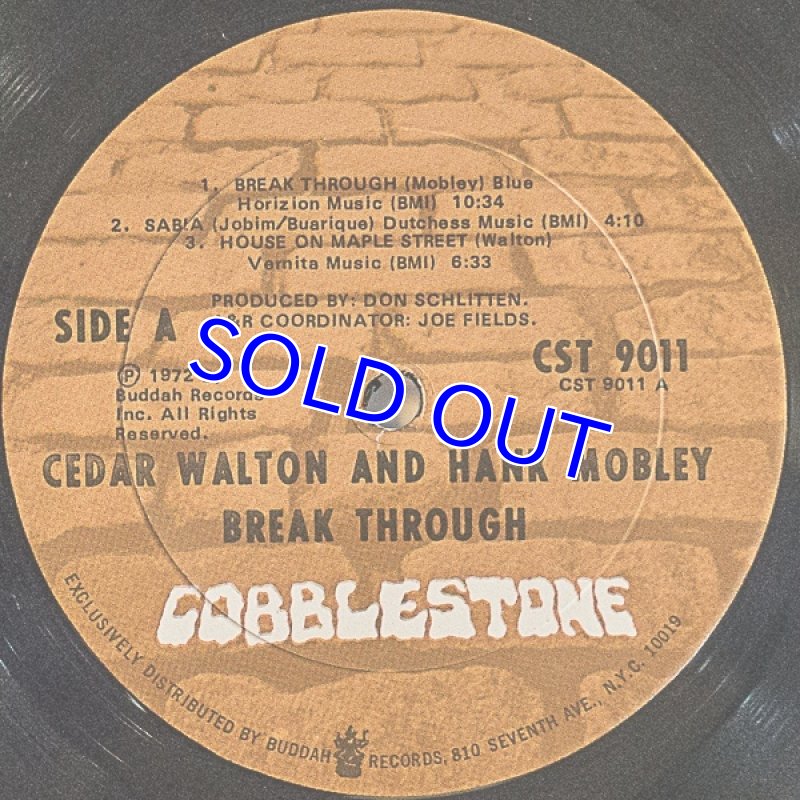 1. BREAK THROUGH (Mobley) Blue
Horizion Music (BMI) 10:34
2. SABIA (Jobim/Buarique) Dutchess Music (BMI) 4:10
3. HOUSE ON MAPLE STREET (Walton)
Vernita Music (BMI) 6:33
PRODUCED BY: DON SCHLITTEN.
A&R COORDINATOR: JOE FIELDS.
SIDE A
CST 9011
CST 9011 A
Ⓟ 1972
Buddah Records
Inc. All Rights
Reserved.
SOLD OUT
CEDAR WALTON AND HANK MOBLEY
BREAK THROUGH
COBBLESTONE
EXCLUSIVELY DISTRIBUTED BY BUDDAH RECORDS, 810 SEVENTH AVE., N.Y.C. 10019